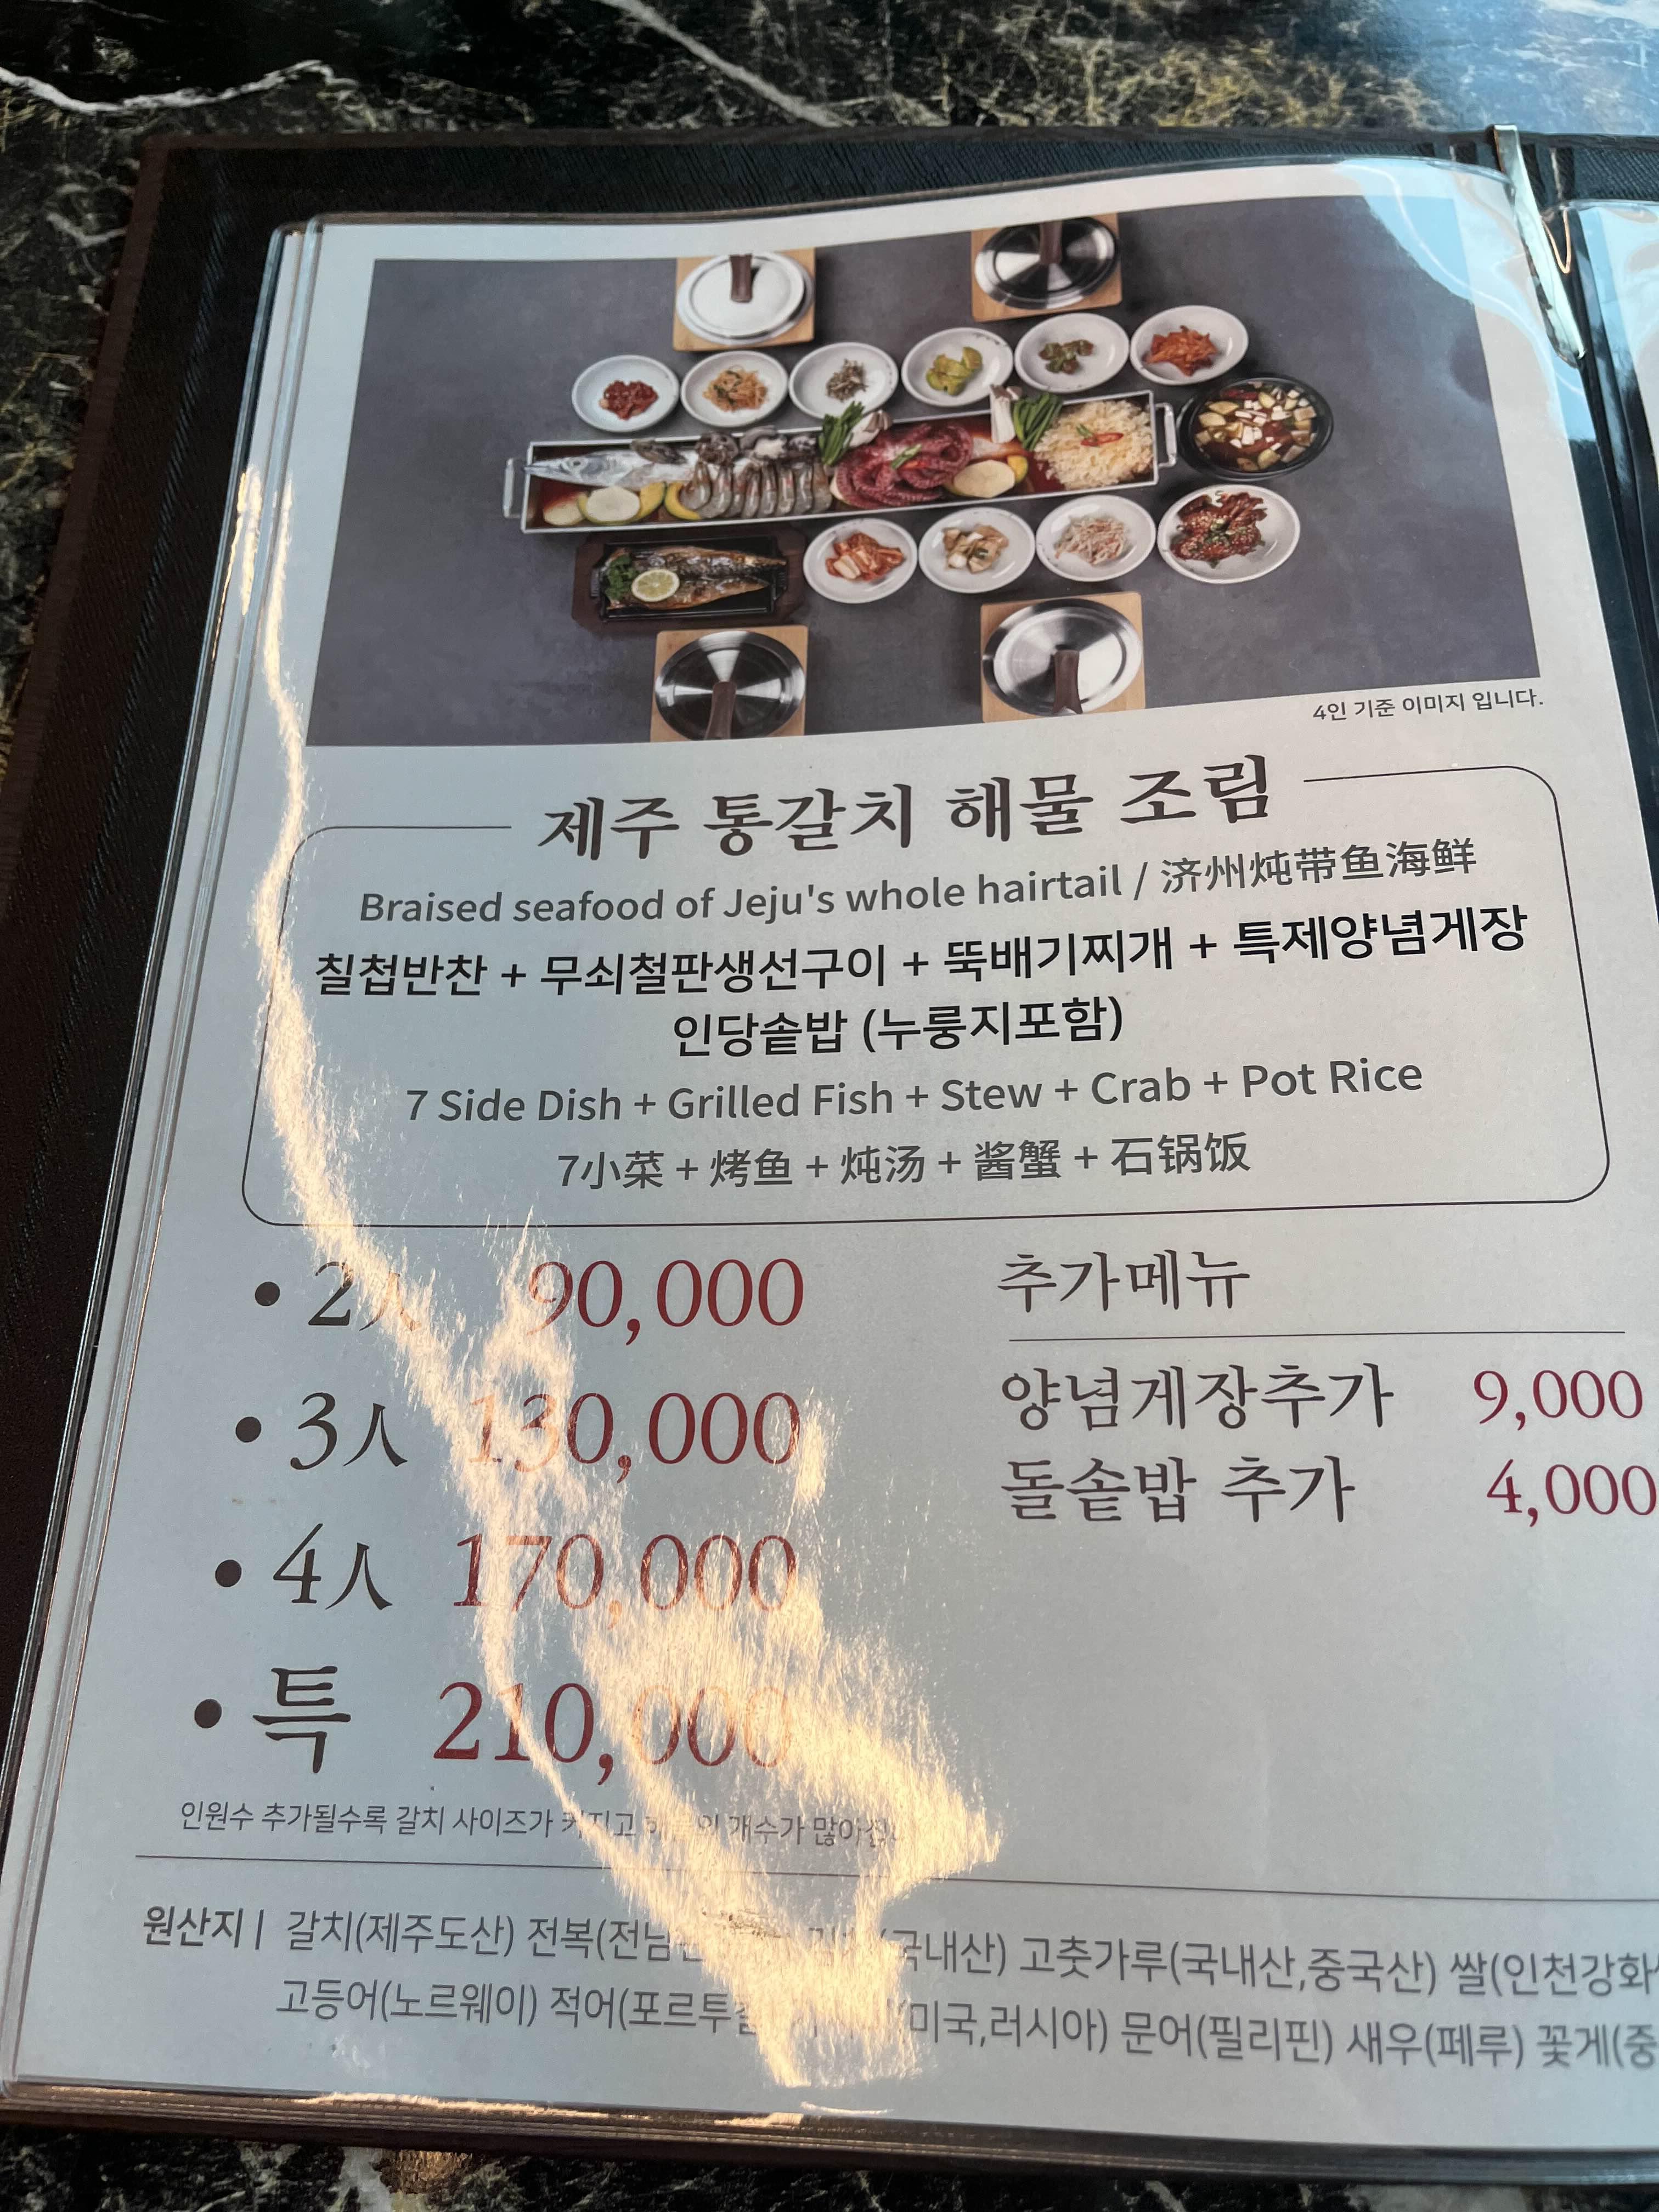 4인 기준 이미지 입니다.
제주 통갈치 해물 조림
Braised seafood of Jeju's whole hairtail / 济州炖带鱼海鲜
칠첩반찬 + 무쇠철판생선구이 + 뚝배기찌개 + 특제양념게장
인당솥밥 (누룽지포함)
7 Side Dish + Grilled Fish + Stew + Crab + Pot Rice
7小菜 + 烤鱼 + 炖汤 + 酱蟹 + 石锅饭
• 2人 90,000
• 3人 130,000
• 4人 170,000
• 특 210,000
추가메뉴
양념게장추가 9,000
돌솥밥 추가 4,000
인원수 추가될수록 갈치 사이즈가 커지고 개수가
원산지 | 갈치(제주도산) 전복(전남 (국내산) 고춧가루(국내산,중국산) 쌀(인천강화
고등어(노르웨이) 적어(포르투갈 (미국,러시아) 문어(필리핀) 새우(페루) 꽃게(중